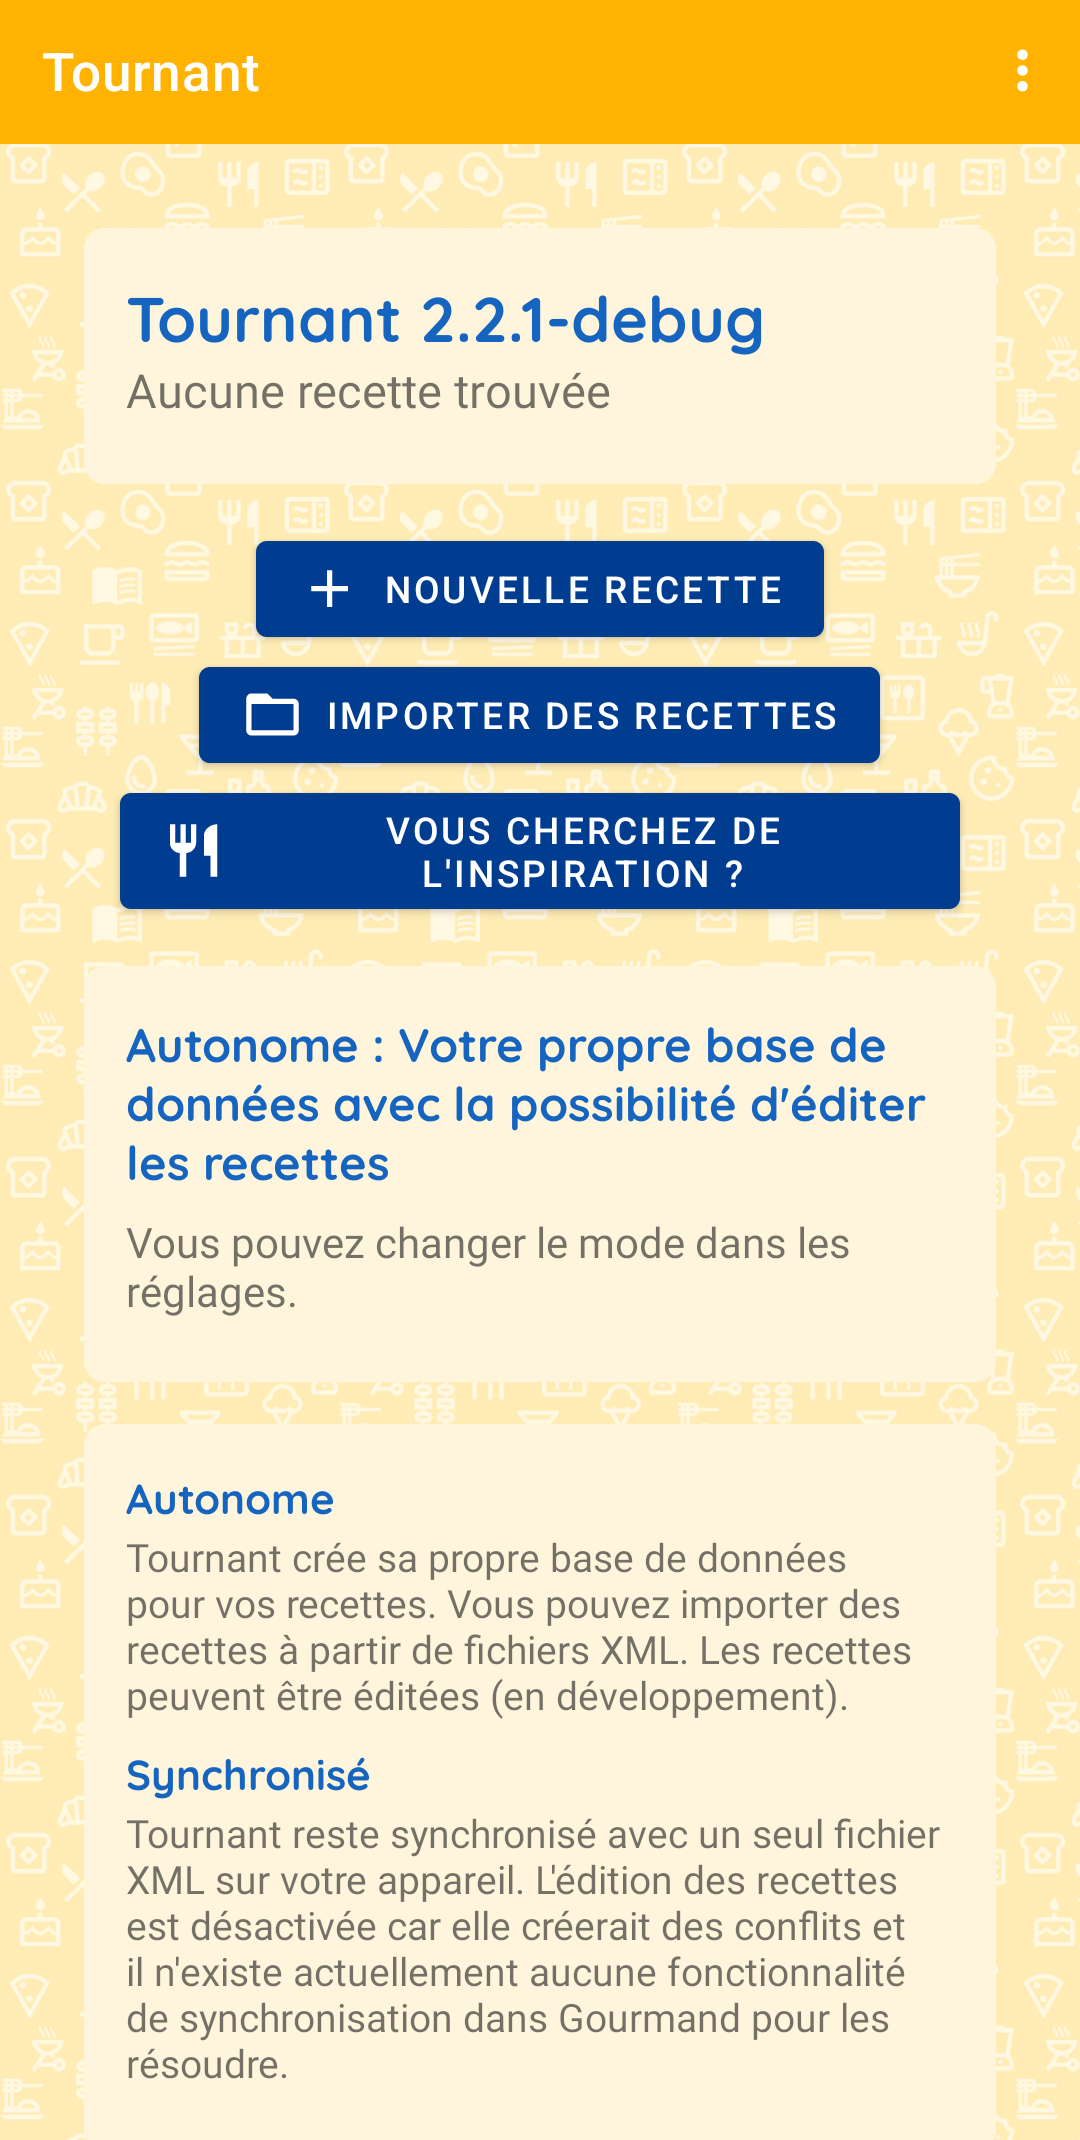 Tournant
Tournant 2.2.1-debug
Aucune recette trouvée
NOUVELLE RECETTE
IMPORTER DES RECETTES
VOUS CHERCHEZ DE
L'INSPIRATION ?
Autonome : Votre propre base de
données avec la possibilité d'éditer
les recettes
Vous pouvez changer le mode dans les
réglages.
Autonome
Tournant crée sa propre base de données
pour vos recettes. Vous pouvez importer des
recettes à partir de fichiers XML. Les recettes
peuvent être éditées (en développement).
Synchronisé
Tournant reste synchronisé avec un seul fichier
XML sur votre appareil. L'édition des recettes
est désactivée car elle créerait des conflits et
il n'existe actuellement aucune fonctionnalité
de synchronisation dans Gourmand pour les
résoudre.